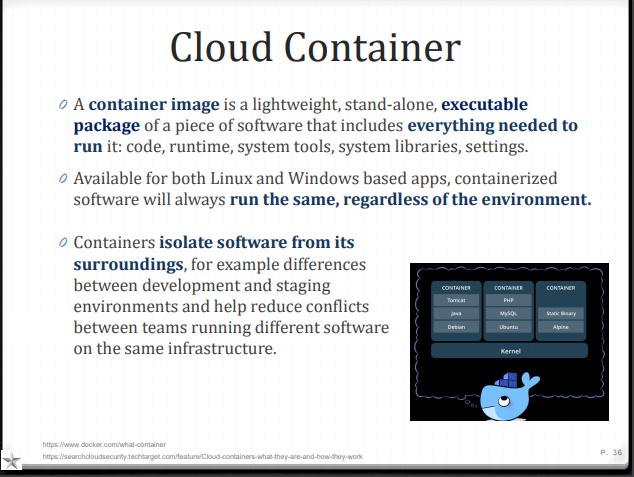 Cloud Container
A container image is a lightweight, stand-alone, executable
package of a piece of software that includes everything needed to
run it: code, runtime, system tools, system libraries, settings.
Available for both Linux and Windows based apps, containerized
software will always run the same, regardless of the environment.
Containers isolate software from its
surroundings, for example differences
between development and staging
environments and help reduce conflicts
between teams running different software
on the same infrastructure.
CONTAINER CONTAINER CONTAINER
Tomcat PHP
Java MySQL Static Binary
Debian Ubuntu Alpine
Kernel
https://www.docker.com/what-container
https://searchcloudsecurity.techtarget.com/feature/Cloud-containers-what-they-are-and-how-they-work
P. 36